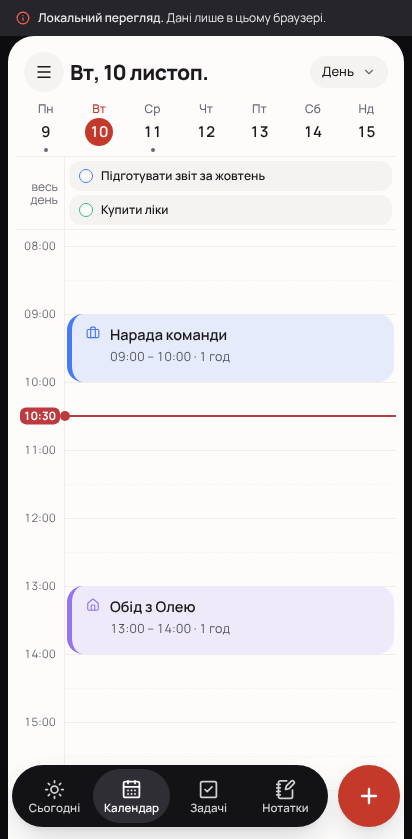 Локальний перегляд. Дані лише в цьому браузері.
Вт, 10 листоп.
День
Пн Вт Ср Чт Пт Сб Нд
9 10 11 12 13 14 15
весь
день
Підготувати звіт за жовтень
Купити ліки
08:00
09:00
Нарада команди
09:00 – 10:00 · 1 год
10:00
10:30
11:00
12:00
13:00
Обід з Олею
13:00 – 14:00 · 1 год
14:00
15:00
Сьогодні Календар Задачі Нотатки